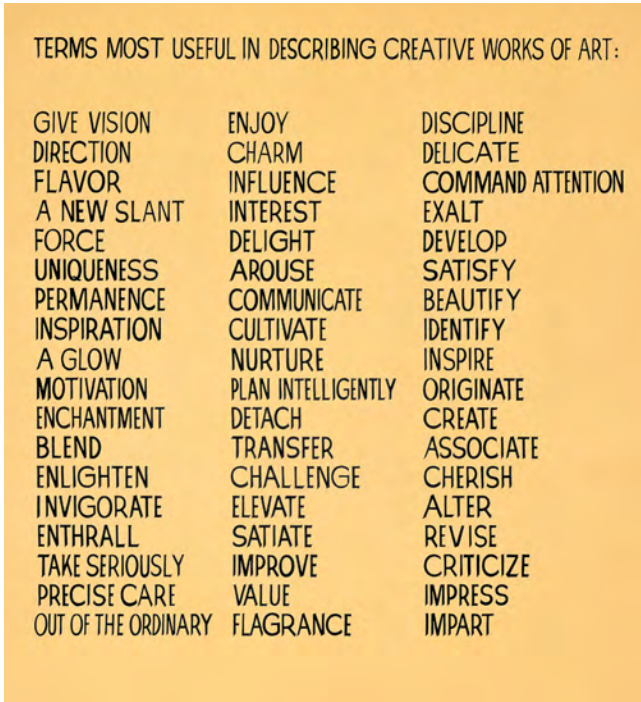 TERMS MOST USEFUL IN DESCRIBING CREATIVE WORKS OF ART:
GIVE VISION
DIRECTION
FLAVOR
A NEW SLANT
FORCE
UNIQUENESS
PERMANENCE
INSPIRATION
A GLOW
MOTIVATION
ENCHANTMENT
BLEND
ENLIGHTEN
INVIGORATE
ENTHRALL
TAKE SERIOUSLY
PRECISE CARE
OUT OF THE ORDINARY
ENJOY
CHARM
INFLUENCE
INTEREST
DELIGHT
AROUSE
COMMUNICATE
CULTIVATE
NURTURE
PLAN INTELLIGENTLY
DETACH
TRANSFER
CHALLENGE
ELEVATE
SATIATE
IMPROVE
VALUE
FLAGRANCE
DISCIPLINE
DELICATE
COMMAND ATTENTION
EXALT
DEVELOP
SATISFY
BEAUTIFY
IDENTIFY
INSPIRE
ORIGINATE
CREATE
ASSOCIATE
CHERISH
ALTER
REVISE
CRITICIZE
IMPRESS
IMPART